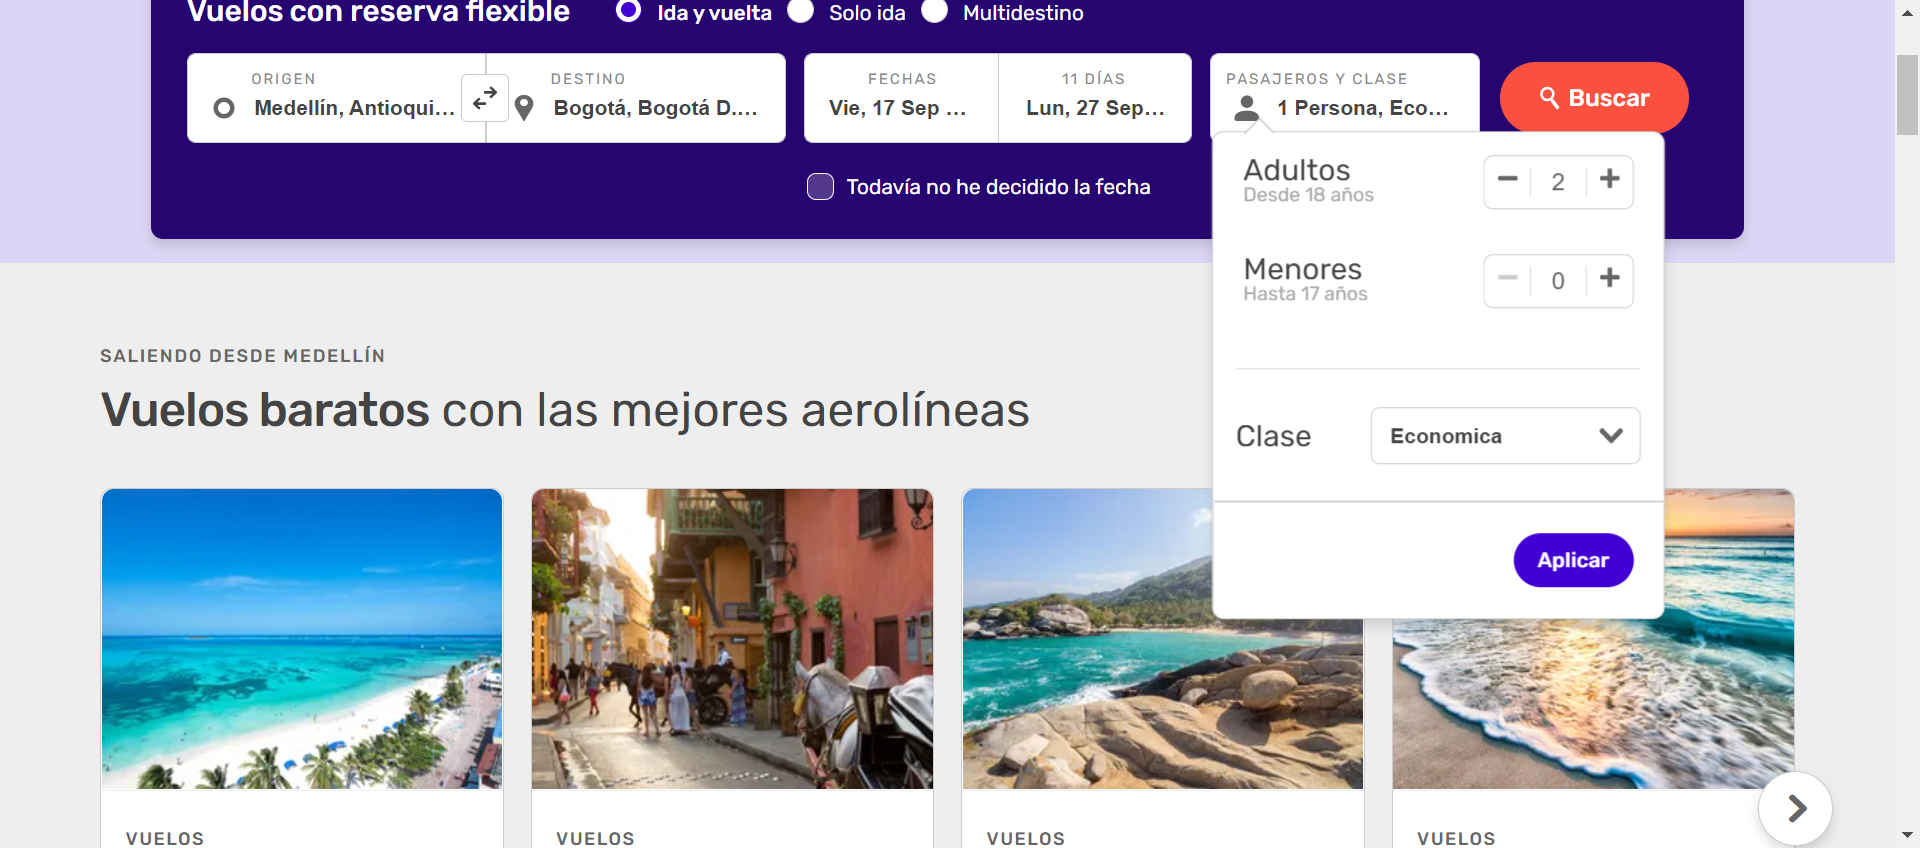 Vuelos con reserva flexible
Ida y vuelta
Solo ida
Multidestino
ORIGEN
Medellín, Antioqui...
DESTINO
Bogotá, Bogotá D....
FECHAS
Vie, 17 Sep ...
11 DÍAS
Lun, 27 Sep...
PASAJEROS Y CLASE
1 Persona, Eco...
Buscar
Todavía no he decidido la fecha
Adultos
Desde 18 años
2
Menores
Hasta 17 años
0
Clase
Economica
Aplicar
SALIENDO DESDE MEDELLÍN
Vuelos baratos con las mejores aerolíneas
VUELOS
VUELOS
VUELOS
VUELOS